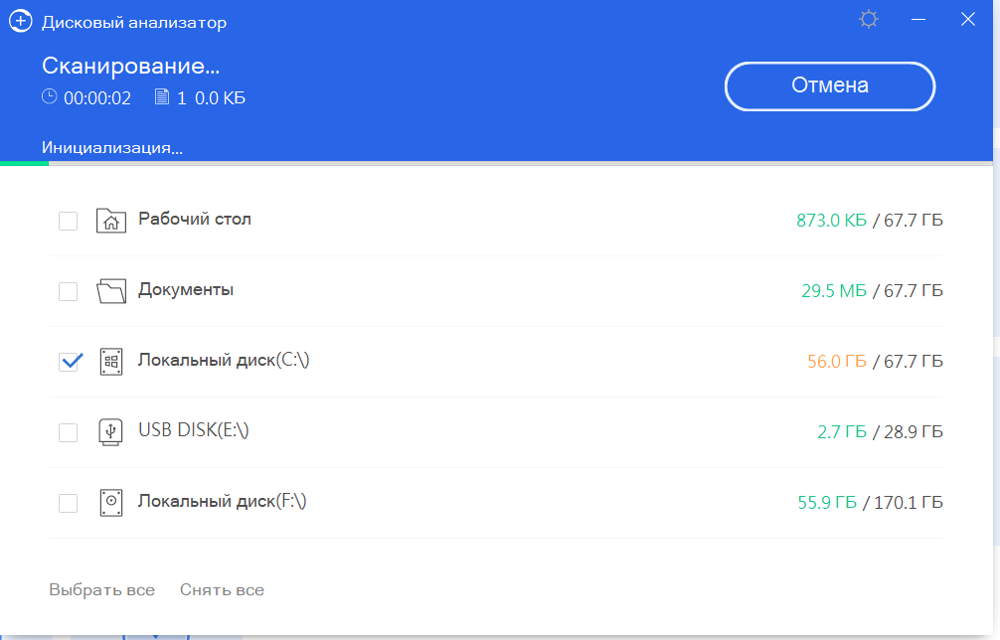 Дисковый анализатор
Сканирование...
00:00:02 1 0.0 КБ
Отмена
Инициализация...
Рабочий стол 873.0 КБ / 67.7 ГБ
Документы 29.5 МБ / 67.7 ГБ
Локальный диск(C:\) 56.0 ГБ / 67.7 ГБ
USB DISK(E:\) 2.7 ГБ / 28.9 ГБ
Локальный диск(F:\) 55.9 ГБ / 170.1 ГБ
Выбрать все Снять все